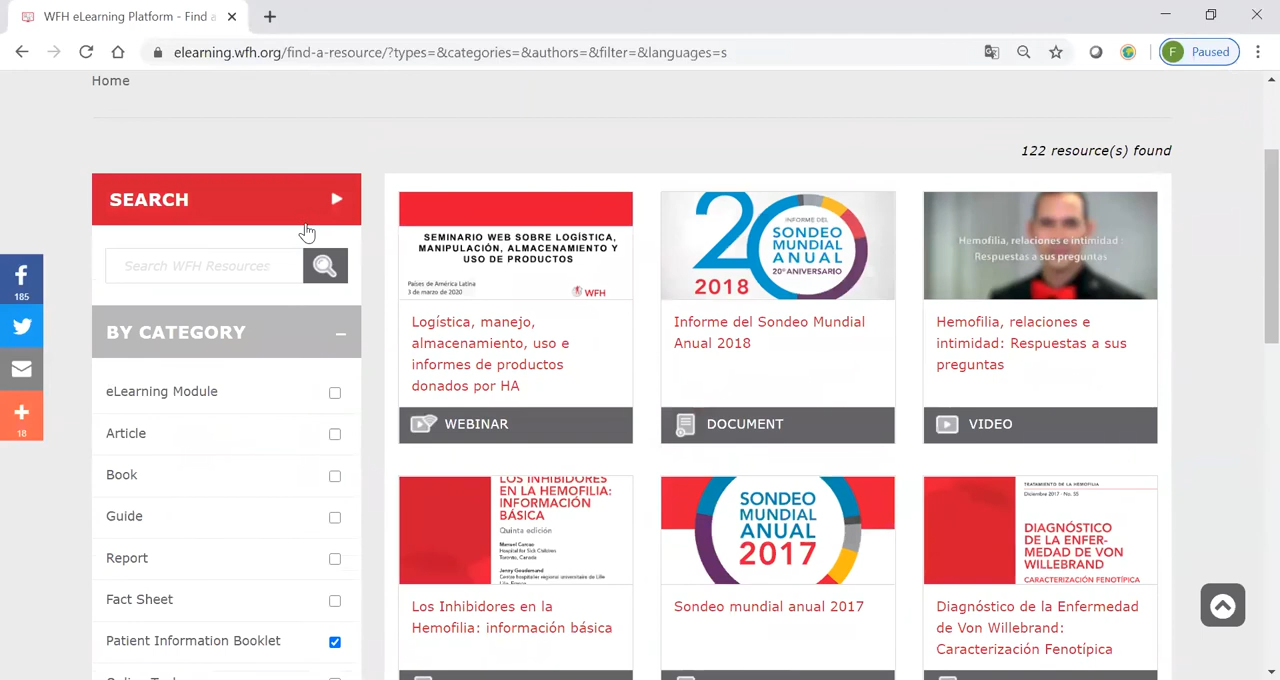 WFH eLearning Platform - Find a
elearning.wfh.org/find-a-resource/?types=&categories=&authors=&filter=&languages=s
F Paused
Home
122 resource(s) found
SEARCH
Search WFH Resources
BY CATEGORY
eLearning Module
Article
Book
Guide
Report
Fact Sheet
Patient Information Booklet
185
18
SEMINARIO WEB SOBRE LOGÍSTICA,
MANIPULACIÓN, ALMACENAMIENTO Y
USO DE PRODUCTOS
Países de América Latina
3 de marzo de 2020
WFH
Logística, manejo,
almacenamiento, uso e
informes de productos
donados por HA
WEBINAR
20
INFORME DEL
SONDEO
MUNDIAL
ANUAL
20º ANIVERSARIO
2018
Informe del Sondeo Mundial
Anual 2018
DOCUMENT
Hemofilia, relaciones e intimidad :
Respuestas a sus preguntas
Hemofilia, relaciones e
intimidad: Respuestas a sus
preguntas
VIDEO
LOS INHIBIDORES
EN LA HEMOFILIA:
INFORMACIÓN
BÁSICA
Quinta edición
Manuel Carcao
Hospital for Sick Children
Toronto, Canada
Jenny Goudemand
Centre hospitalier regional universitaire de Lille
Los Inhibidores en la
Hemofilia: información básica
SONDEO
MUNDIAL
ANUAL
2017
Sondeo mundial anual 2017
TRATAMIENTO DE LA HEMOFILIA
Diciembre 2017 · No. 55
DIAGNÓSTICO
DE LA ENFER-
MEDAD DE VON
WILLEBRAND:
CARACTERIZACIÓN FENOTÍPICA
Diagnóstico de la Enfermedad
de Von Willebrand:
Caracterización Fenotípica